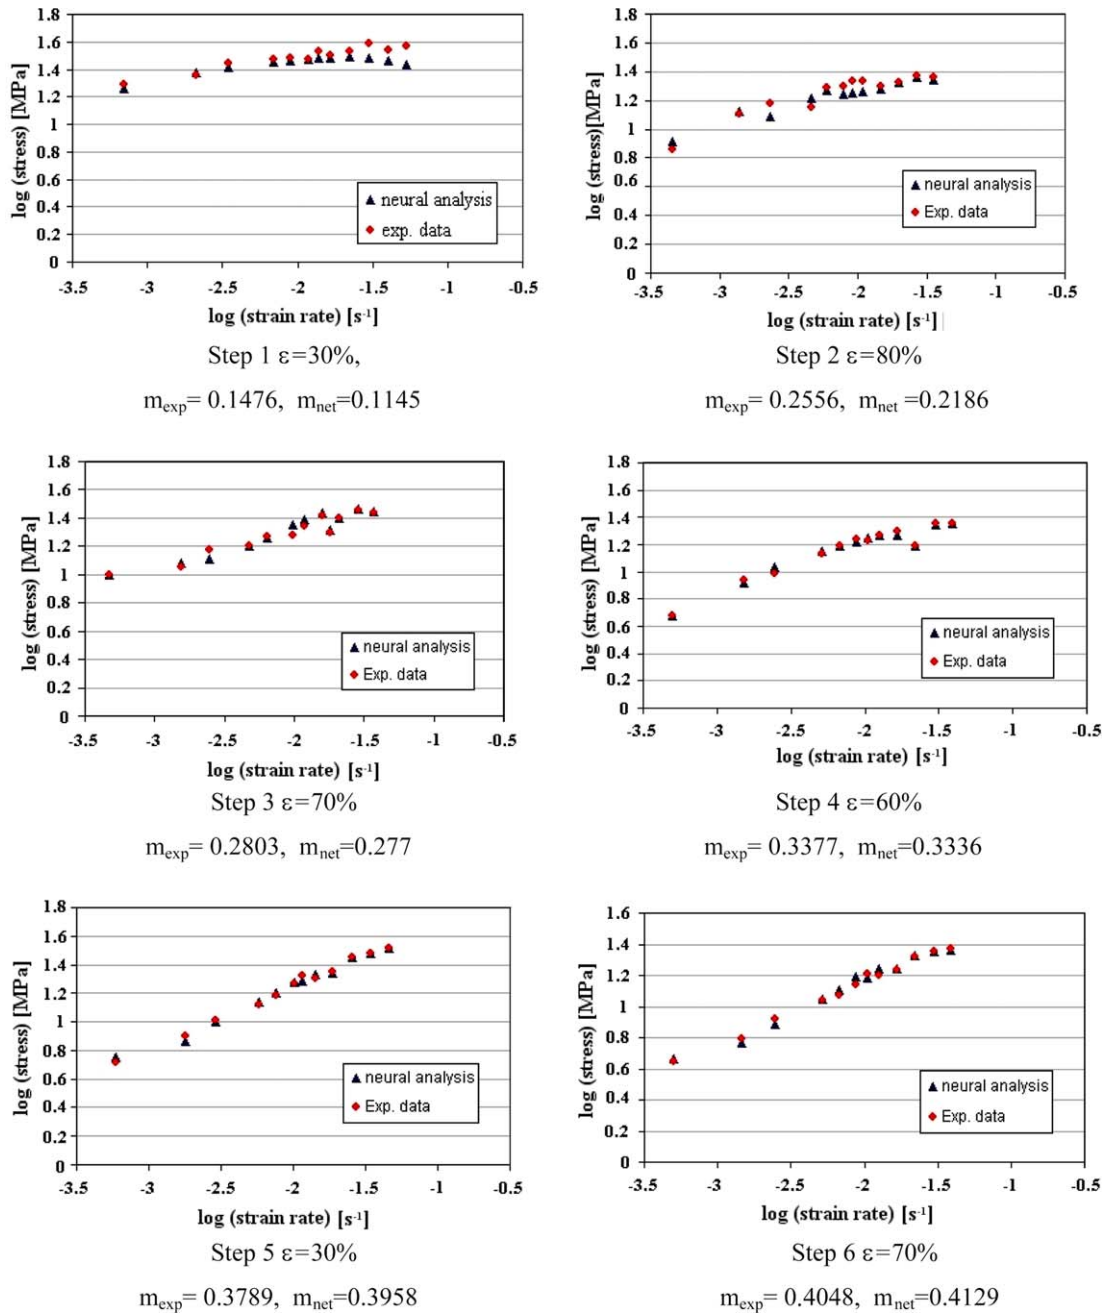 1.8
1.6
1.4
1.2
1
0.8
0.6
0.4
0.2
0
log (stress) [MPa]
neural analysis
exp. data
-3.5 -3 -2.5 -2 -1.5 -1 -0.5
log (strain rate) [s⁻¹]
Step 1 ε=30%,
m_exp= 0.1476, m_net=0.1145
1.8
1.6
1.4
1.2
1
0.8
0.6
0.4
0.2
0
log (stress)[MPa]
neural analysis
Exp. data
-3.5 -3 -2.5 -2 -1.5 -1 -0.5
log (strain rate) [s⁻¹]
Step 2 ε=80%
m_exp= 0.2556, m_net =0.2186
1.8
1.6
1.4
1.2
1
0.8
0.6
0.4
0.2
0
log (stress) [MPa]
neural analysis
Exp. data
-3.5 -3 -2.5 -2 -1.5 -1 -0.5
log (strain rate) [s⁻¹]
Step 3 ε=70%
m_exp= 0.2803, m_net=0.277
1.8
1.6
1.4
1.2
1
0.8
0.6
0.4
0.2
0
log (stress) [MPa]
neural analysis
Exp. data
-3.5 -3 -2.5 -2 -1.5 -1 -0.5
log (strain rate) [s⁻¹]
Step 4 ε=60%
m_exp= 0.3377, m_net=0.3336
1.8
1.6
1.4
1.2
1
0.8
0.6
0.4
0.2
0
log (stress) [MPa]
neural analysis
Exp. data
-3.5 -3 -2.5 -2 -1.5 -1 -0.5
log (strain rate) [s⁻¹]
Step 5 ε=30%
m_exp= 0.3789, m_net=0.3958
1.6
1.4
1.2
1
0.8
0.6
0.4
0.2
0
log (stress) [MPa]
neural analysis
Exp. data
-3.5 -3 -2.5 -2 -1.5 -1 -0.5
log (strain rate) [s⁻¹]
Step 6 ε=70%
m_exp= 0.4048, m_net=0.4129